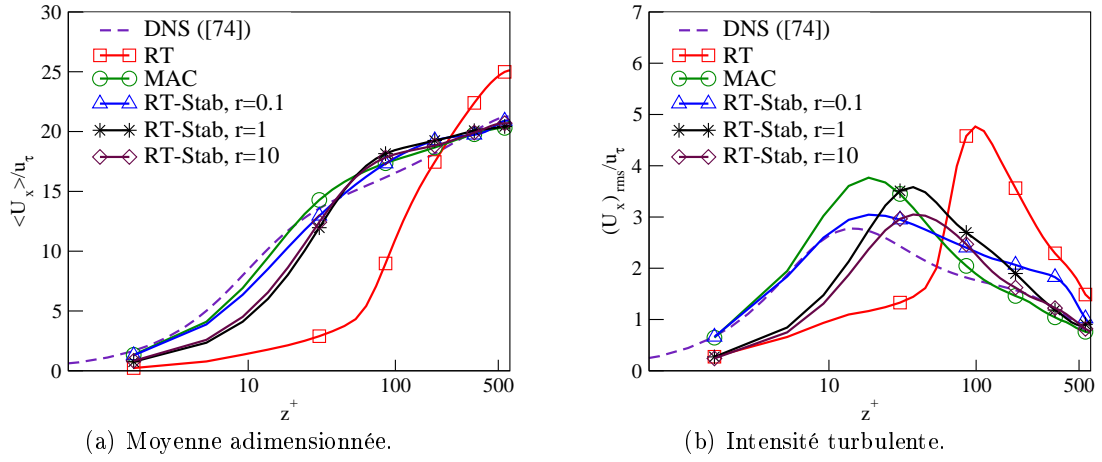 30
25
20
15
10
5
0
<U_x>/u_τ
DNS ([74])
RT
MAC
RT-Stab, r=0.1
RT-Stab, r=1
RT-Stab, r=10
10
100
500
z^+
(a) Moyenne adimensionnée.
7
6
5
4
3
2
1
0
(U_x)_rms/u_τ
DNS ([74])
RT
MAC
RT-Stab, r=0.1
RT-Stab, r=1
RT-Stab, r=10
10
100
500
z^+
(b) Intensité turbulente.